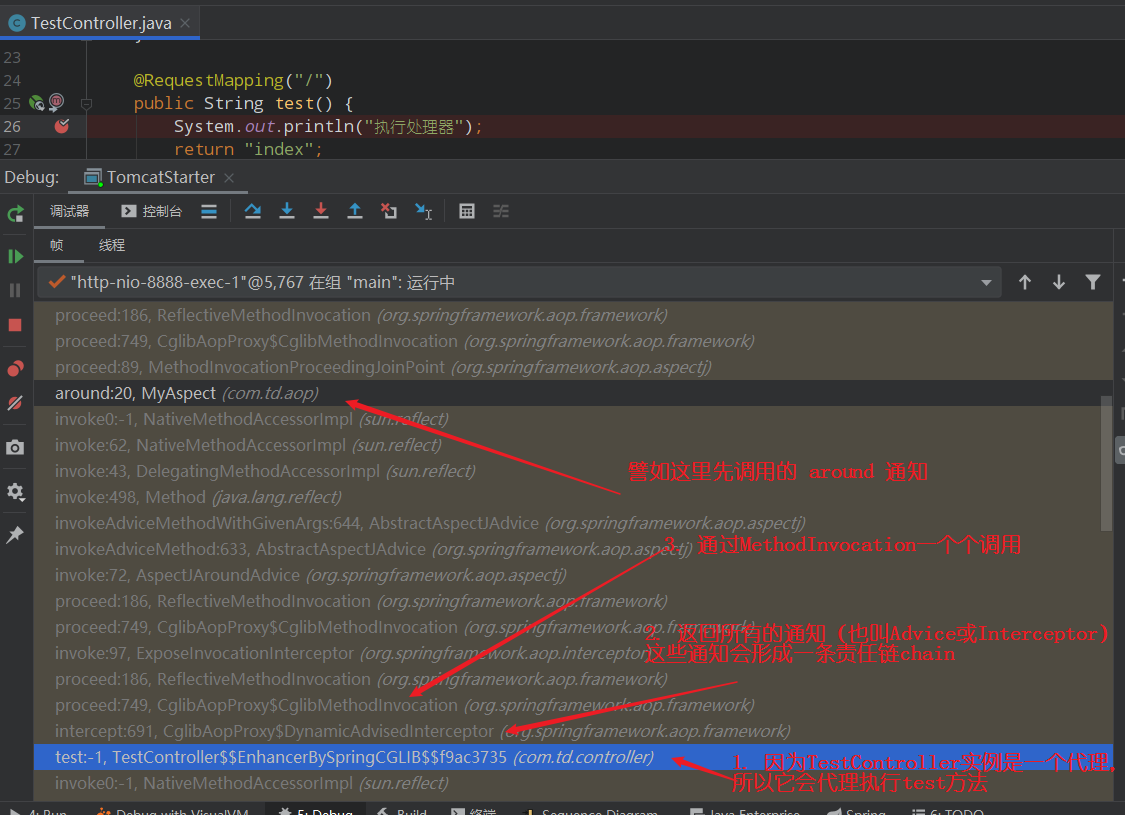 TestController.java
23
24 @RequestMapping("/")
25 public String test() {
26 System.out.println("执行处理器");
27 return "index";
Debug: TomcatStarter
调试器 控制台
帧 线程
"http-nio-8888-exec-1"@5,767 在组 "main": 运行中
proceed:186, ReflectiveMethodInvocation (org.springframework.aop.framework)
proceed:749, CglibAopProxy$CglibMethodInvocation (org.springframework.aop.framework)
proceed:89, MethodInvocationProceedingJoinPoint (org.springframework.aop.aspectj)
around:20, MyAspect (com.td.aop)
invoke0:-1, NativeMethodAccessorImpl (sun.reflect)
invoke:62, NativeMethodAccessorImpl (sun.reflect)
invoke:43, DelegatingMethodAccessorImpl (sun.reflect)
譬如这里先调用的 around 通知
invoke:498, Method (java.lang.reflect)
invokeAdviceMethodWithGivenArgs:644, AbstractAspectJAdvice (org.springframework.aop.aspectj)
invokeAdviceMethod:633, AbstractAspectJAdvice (org.springframework.aop.aspectj)
3. 通过MethodInvocation一个个调用
invoke:72, AspectJAroundAdvice (org.springframework.aop.aspectj)
proceed:186, ReflectiveMethodInvocation (org.springframework.aop.framework)
proceed:749, CglibAopProxy$CglibMethodInvocation (org.springframework.aop.framework)
2. 返回所有的通知（也叫Advice或Interceptor）
这些通知会形成一条责任链chain
invoke:97, ExposeInvocationInterceptor (org.springframework.aop.interceptor)
proceed:186, ReflectiveMethodInvocation (org.springframework.aop.framework)
proceed:749, CglibAopProxy$CglibMethodInvocation (org.springframework.aop.framework)
intercept:691, CglibAopProxy$DynamicAdvisedInterceptor (org.springframework.aop.framework)
test:-1, TestController$$EnhancerBySpringCGLIB$$f9ac3735 (com.td.controller)
1. 因为TestController实例是一个代理,
所以它会代理执行test方法
invoke0:-1, NativeMethodAccessorImpl (sun.reflect)
4: Run Debug with VisualVM 5: Debug Build 终端 Sequence Diagram Java Enterprise Spring 6: TODO